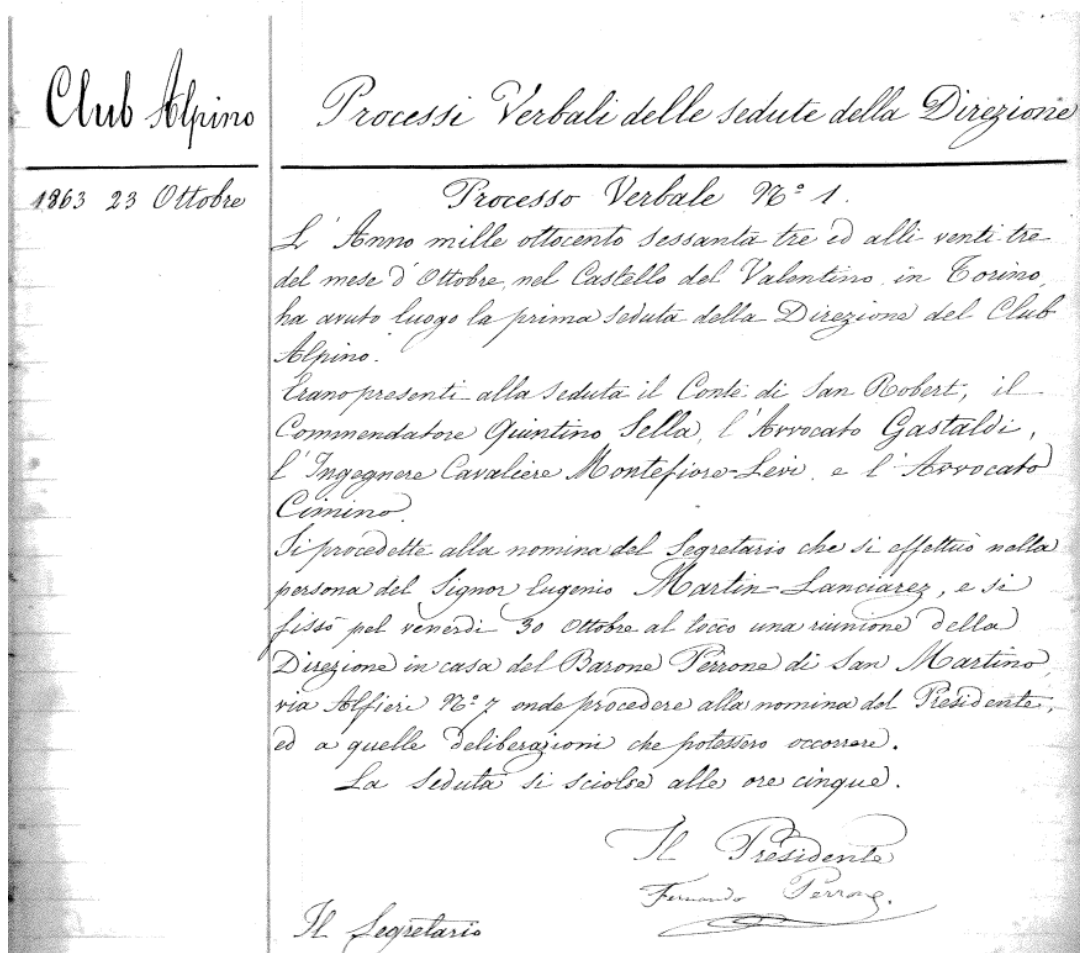 Club Alpino
Processi Verbali delle sedute della Direzione
1863 23 Ottobre
Processo Verbale N.° 1.
L'Anno mille ottocento sessanta tre ed alli venti tre
del mese d'Ottobre, nel Castello del Valentino, in Torino,
ha avuto luogo la prima seduta della Direzione del Club
Alpino.
Erano presenti alla seduta il Conte di San Robert, il
Commendatore Quintino Sella, l'Avvocato Gastaldi,
l'Ingegnere Cavaliere Montefiore-Levi, e l'Avvocato
Cimino.
Si procedette alla nomina del Segretario che si effettuò nella
persona del Signor Eugenio Martin-Lanciarez, e si
fissò pel venerdi 30 Ottobre al tocco una riunione della
Direzione in casa del Barone Perrone di San Martino,
via Alfieri N.° 7 onde procedere alla nomina del Presidente,
ed a quelle deliberazioni che potessero occorrere.
La seduta si sciolse alle ore cinque.
Il Presidente
Fernando Perrone.
Il Segretario